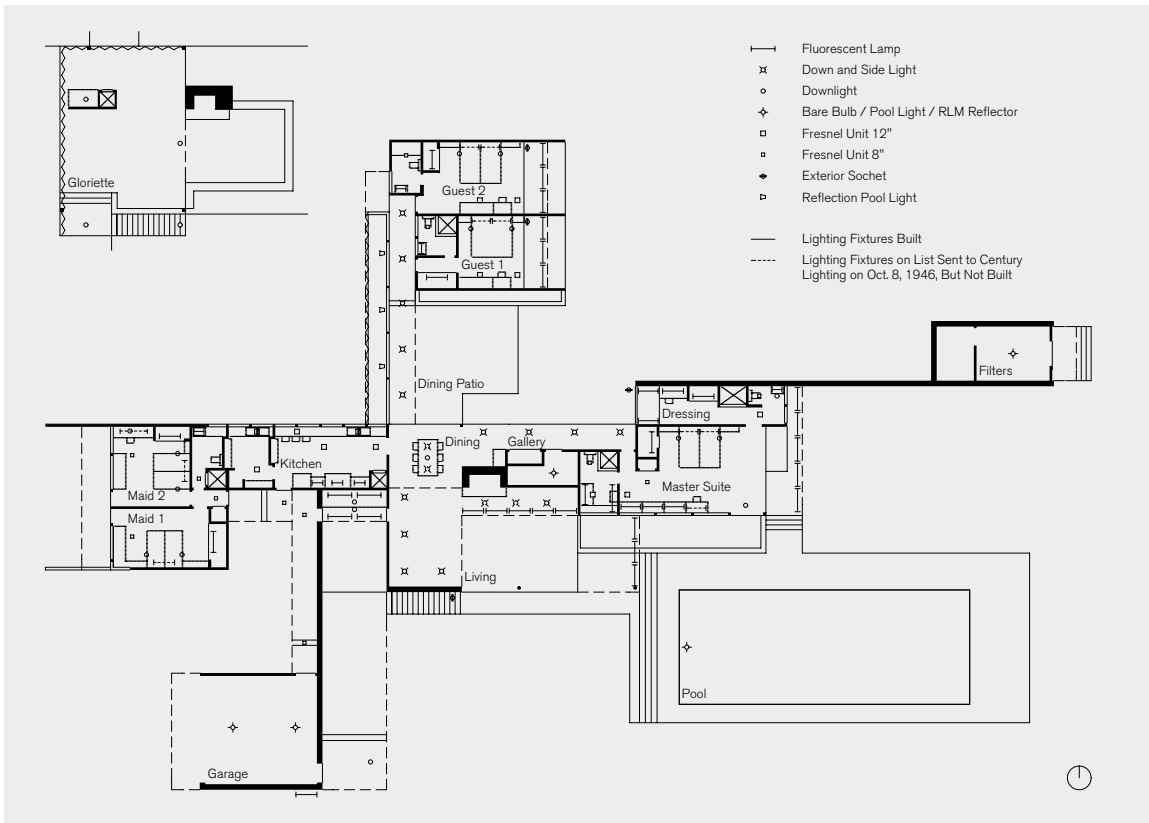 Fluorescent Lamp
Down and Side Light
Downlight
Bare Bulb / Pool Light / RLM Reflector
Fresnel Unit 12"
Fresnel Unit 8"
Exterior Sochet
Reflection Pool Light
Lighting Fixtures Built
Lighting Fixtures on List Sent to Century
Lighting on Oct. 8, 1946, But Not Built
Gloriette
Guest 2
Guest 1
Dining Patio
Filters
Dressing
Dining
Gallery
Kitchen
Master Suite
Maid 2
Maid 1
Living
Pool
Garage